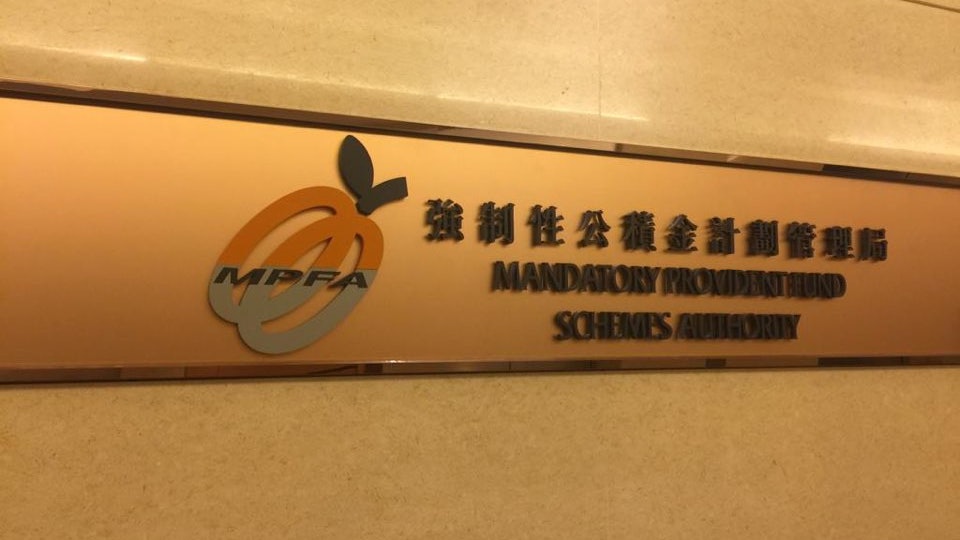 MPFA
強制性公積金計劃管理局
MANDATORY PROVIDENT FUND
SCHEMES AUTHORITY